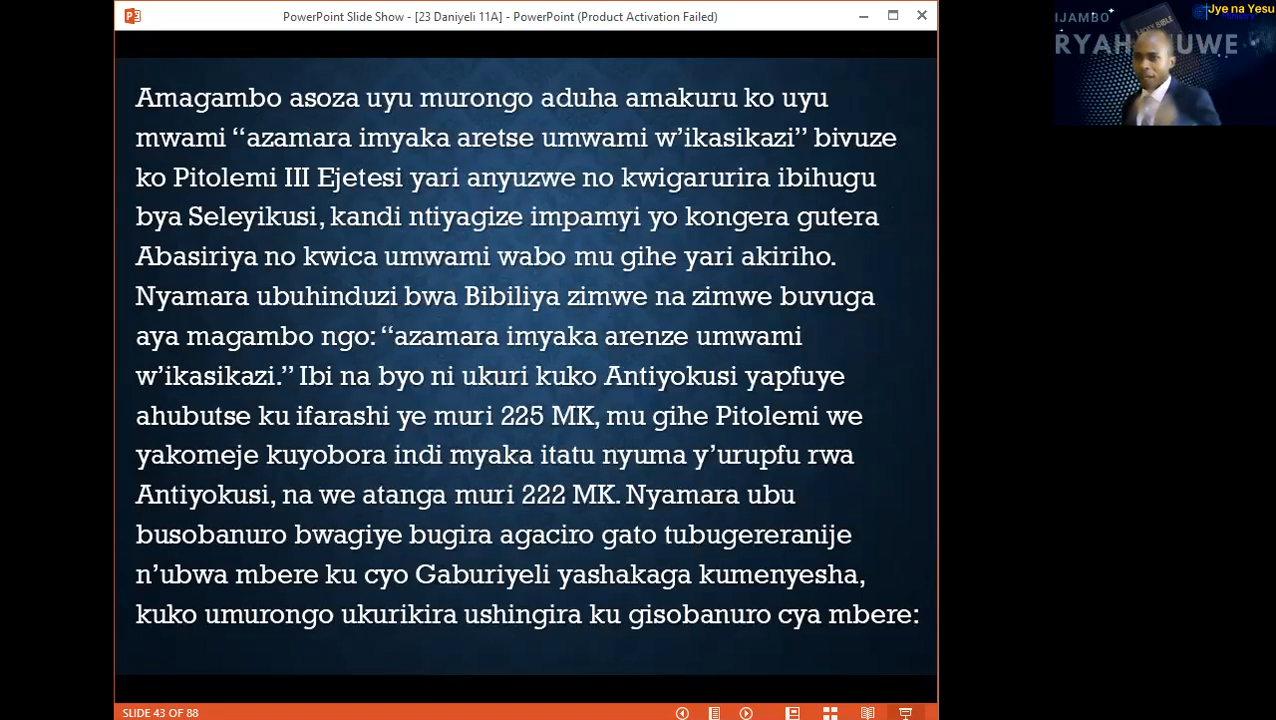 PowerPoint Slide Show - [23 Daniyeli 11A] - PowerPoint (Product Activation Failed)
Jye na Yesu
IJAMBO
HOLY BIBLE
Amagambo asoza uyu murongo aduha amakuru ko uyu
mwami “azamara imyaka aretse umwami w’ikasikazi” bivuze
ko Pitolemi III Ejetesi yari anyuzwe no kwigarurira ibihugu
bya Seleyikusi, kandi ntiyagize impamyi yo kongera gutera
Abasiriya no kwica umwami wabo mu gihe yari akiriho.
Nyamara ubuhinduzi bwa Bibiliya zimwe na zimwe buvuga
aya magambo ngo: “azamara imyaka arenze umwami
w’ikasikazi.” Ibi na byo ni ukuri kuko Antiyokusi yapfuye
ahubutse ku ifarashi ye muri 225 MK, mu gihe Pitolemi we
yakomeje kuyobora indi myaka itatu nyuma y’urupfu rwa
Antiyokusi, na we atanga muri 222 MK. Nyamara ubu
busobanuro bwagiye bugira agaciro gato tubugereranije
n’ubwa mbere ku cyo Gaburiyeli yashakaga kumenyesha,
kuko umurongo ukurikira ushingira ku gisobanuro cya mbere:
SLIDE 43 OF 88